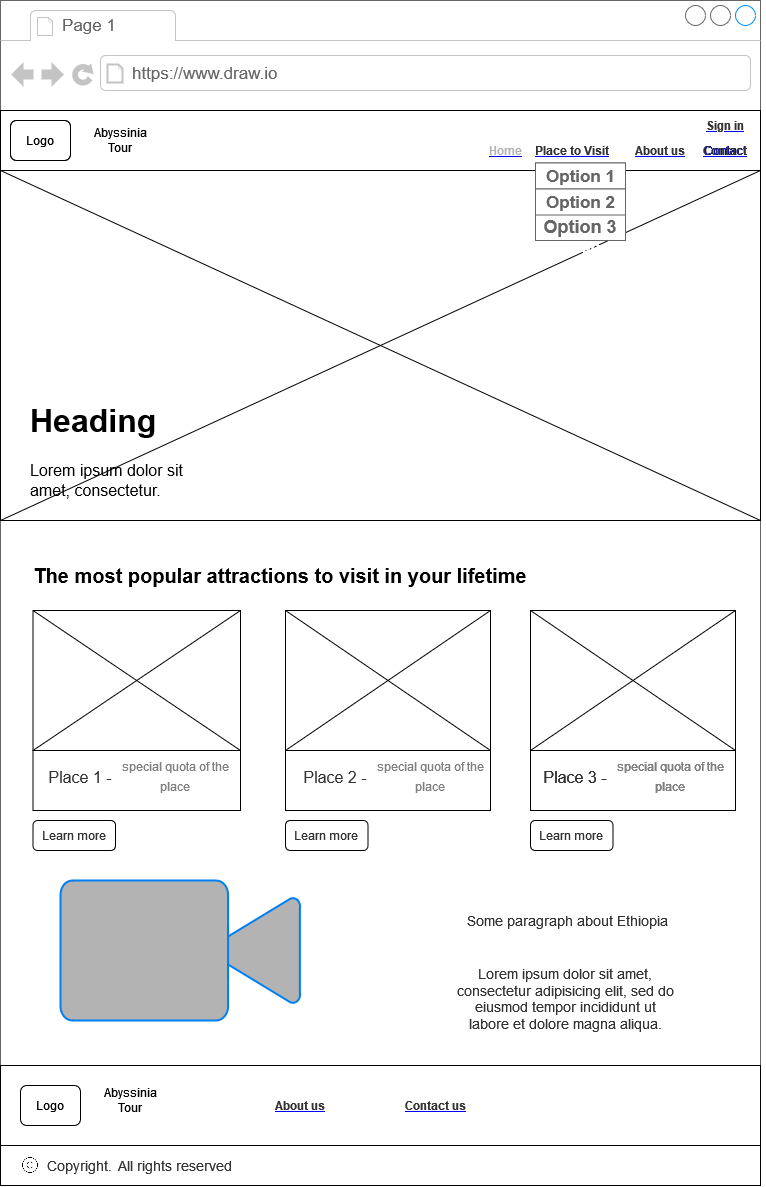 Page 1
https://www.draw.io
Logo
Abyssinia
Tour
Sign in
Home
Place to Visit
About us
Contact
Option 1
Option 2
Option 3
Heading
Lorem ipsum dolor sit
amet, consectetur.
The most popular attractions to visit in your lifetime
Place 1 -
special quota of the
place
Place 2 -
special quota of the
place
Place 3 -
special quota of the
place
Learn more
Learn more
Learn more
Some paragraph about Ethiopia
Lorem ipsum dolor sit amet,
consectetur adipisicing elit, sed do
eiusmod tempor incididunt ut
labore et dolore magna aliqua.
Logo
Abyssinia
Tour
About us
Contact us
© Copyright. All rights reserved